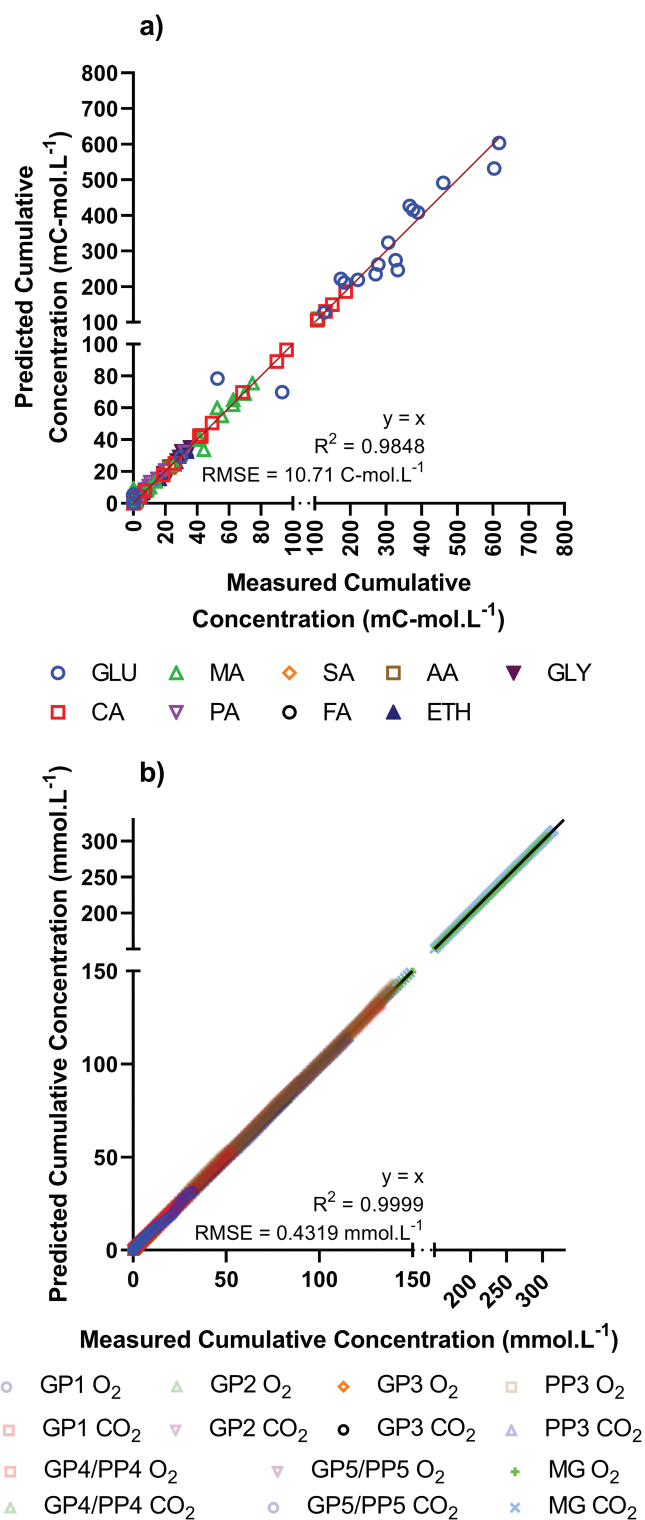 a)
Predicted Cumulative
Concentration (mC-mol.L⁻¹)
800
700
600
500
400
300
200
100
100
80
60
40
20
0
y = x
R² = 0.9848
RMSE = 10.71 C-mol.L⁻¹
0 20 40 60 80 100 100 200 300 400 500 600 700 800
Measured Cumulative
Concentration (mC-mol.L⁻¹)
GLU MA SA AA GLY
CA PA FA ETH
b)
Predicted Cumulative Concentration (mmol.L⁻¹)
300
250
200
150
100
50
0
y = x
R² = 0.9999
RMSE = 0.4319 mmol.L⁻¹
0 50 100 150 200 250 300
Measured Cumulative Concentration (mmol.L⁻¹)
GP1 O₂ GP2 O₂ GP3 O₂ PP3 O₂
GP1 CO₂ GP2 CO₂ GP3 CO₂ PP3 CO₂
GP4/PP4 O₂ GP5/PP5 O₂ MG O₂
GP4/PP4 CO₂ GP5/PP5 CO₂ MG CO₂